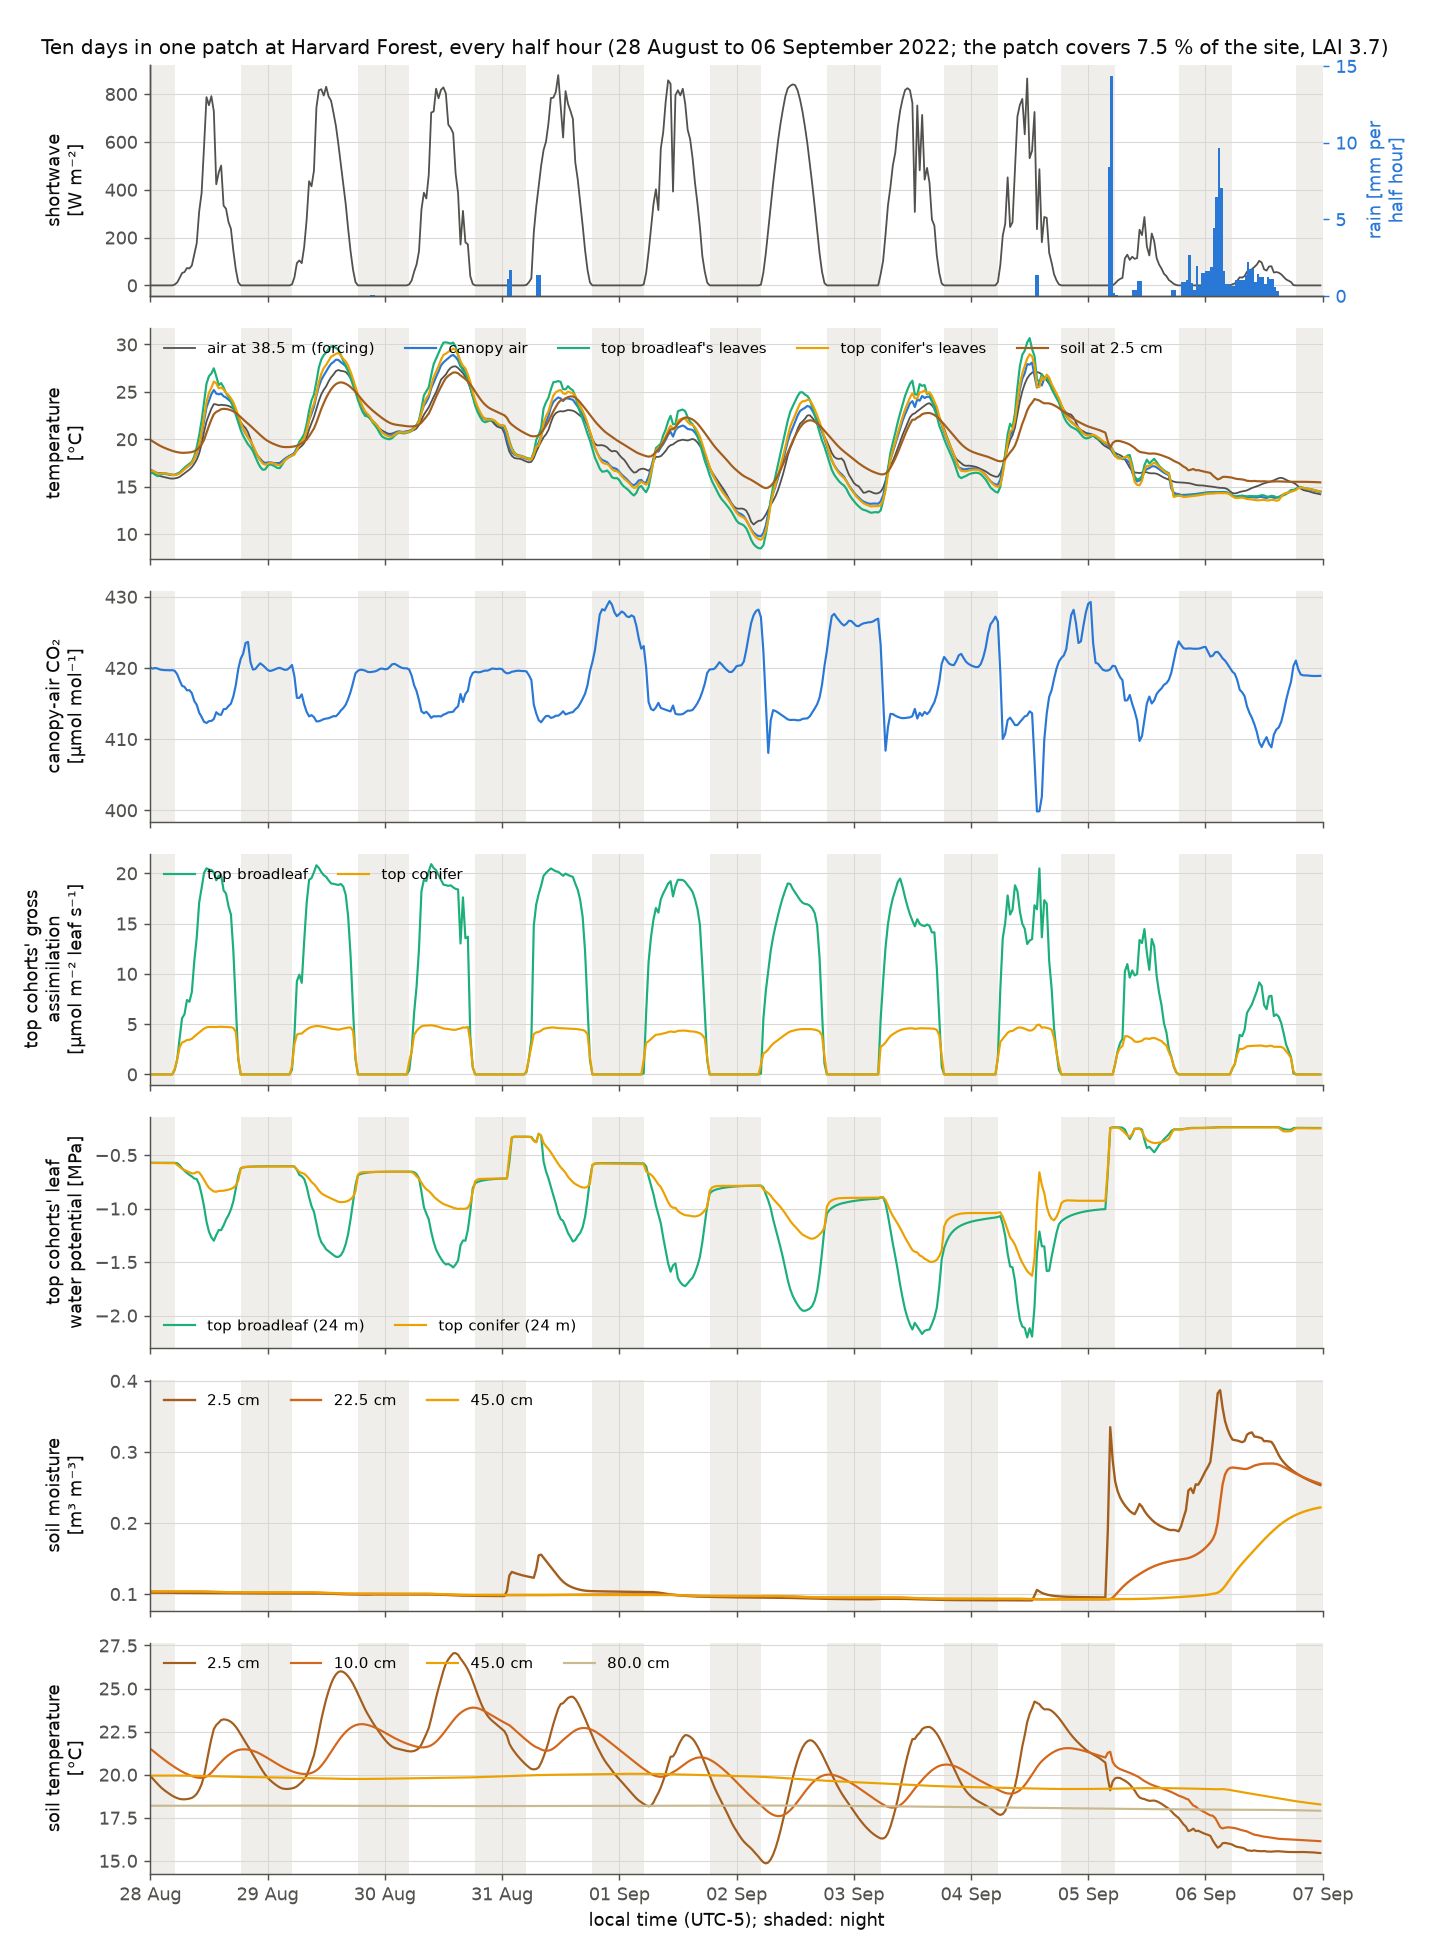 Ten days in one patch at Harvard Forest, every half hour (28 August to 06 September 2022; the patch covers 7.5 % of the site, LAI 3.7)
shortwave
[W m⁻²]
800
600
400
200
0
15
10
5
0
rain [mm per
half hour]
temperature
[°C]
30
25
20
15
10
air at 38.5 m (forcing)
canopy air
top broadleaf's leaves
top conifer's leaves
soil at 2.5 cm
canopy-air CO₂
[µmol mol⁻¹]
430
420
410
400
top cohorts' gross
assimilation
[µmol m⁻² leaf s⁻¹]
20
15
10
5
0
top broadleaf
top conifer
top cohorts' leaf
water potential [MPa]
−0.5
−1.0
−1.5
−2.0
top broadleaf (24 m)
top conifer (24 m)
soil moisture
[m³ m⁻³]
0.4
0.3
0.2
0.1
2.5 cm
22.5 cm
45.0 cm
soil temperature
[°C]
27.5
25.0
22.5
20.0
17.5
15.0
2.5 cm
10.0 cm
45.0 cm
80.0 cm
28 Aug
29 Aug
30 Aug
31 Aug
01 Sep
02 Sep
03 Sep
04 Sep
05 Sep
06 Sep
07 Sep
local time (UTC-5); shaded: night